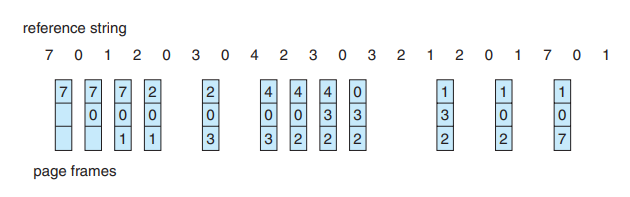 reference string
7 0 1 2 0 3 0 4 2 3 0 3 2 1 2 0 1 7 0 1
7 7 7 2 2 4 4 4 0 1 1 1
0 0 0 0 0 0 3 3 3 0 0
1 1 3 3 2 2 2 2 2 7
page frames